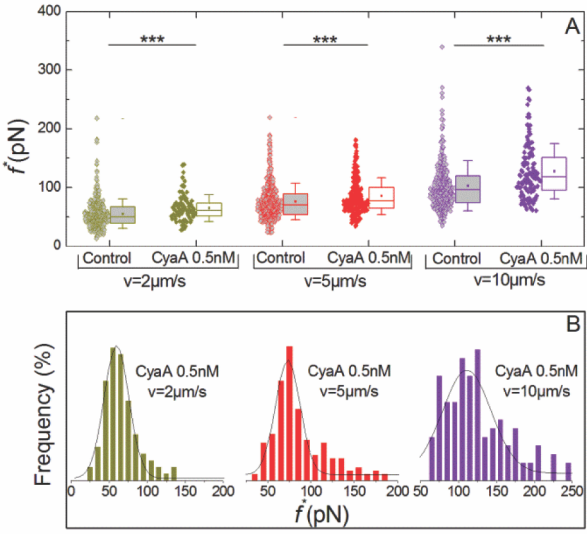 A
400
300
200
100
0
f*(pN)
***
***
***
Control CyaA 0.5nM Control CyaA 0.5nM Control CyaA 0.5nM
v=2µm/s v=5µm/s v=10µm/s
B
Frequency (%)
CyaA 0.5nM
v=2µm/s
CyaA 0.5nM
v=5µm/s
CyaA 0.5nM
v=10µm/s
0 50 100 150 200 50 100 150 200 50 100 150 200 250
f*(pN)